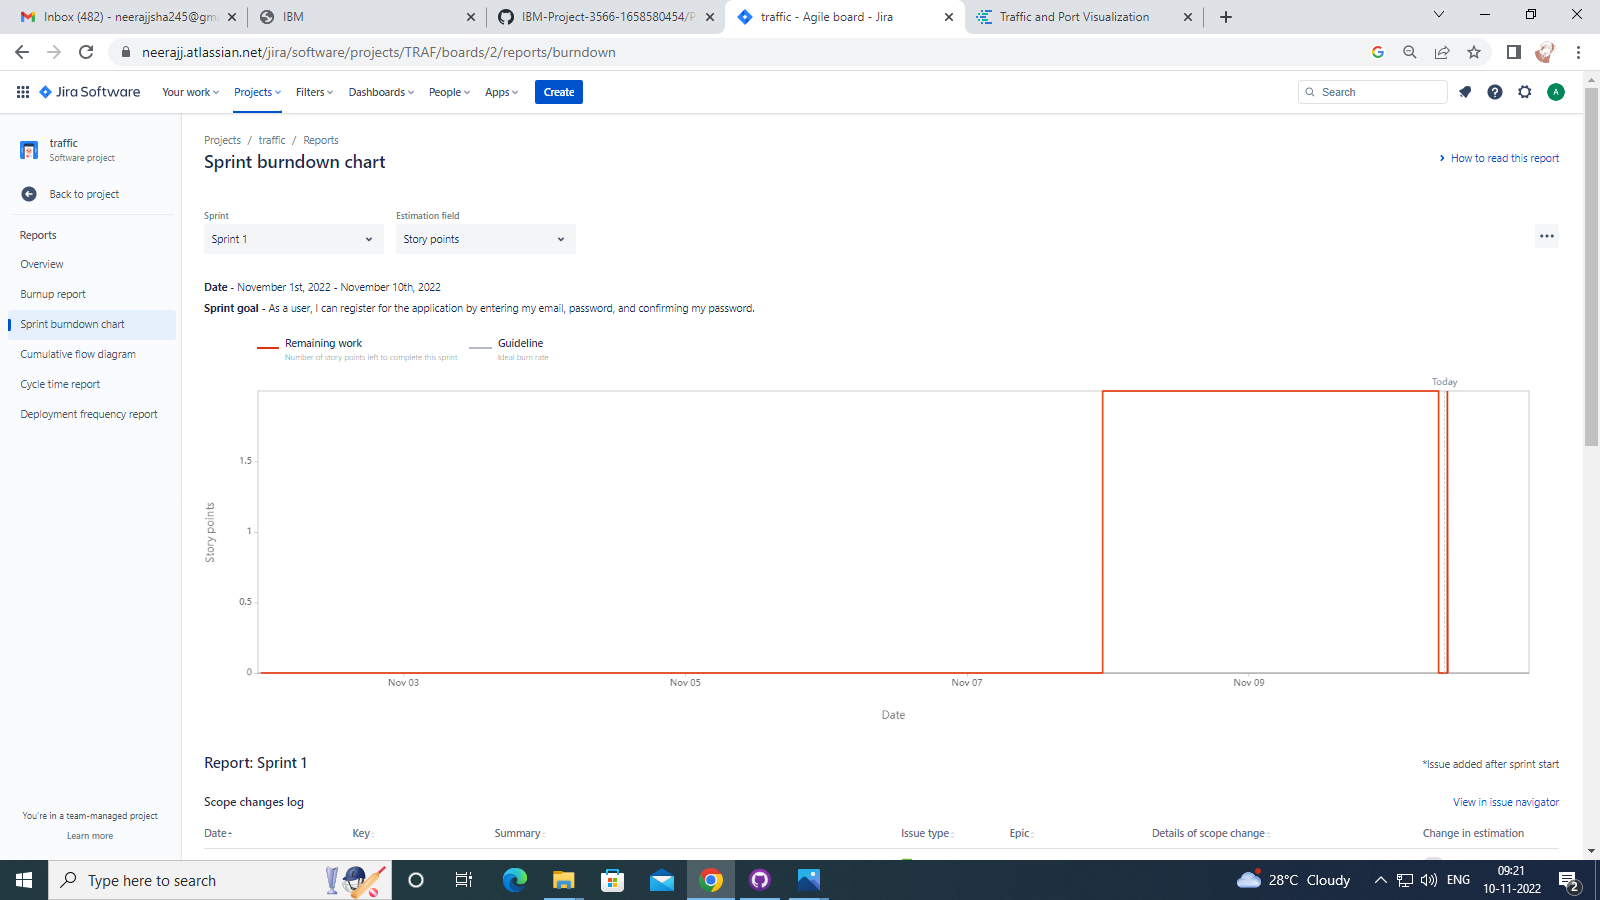 Inbox (482) - neerajjsha245@gm
IBM
IBM-Project-3566-1658580454/P
traffic - Agile board - Jira
Traffic and Port Visualization
neerajj.atlassian.net/jira/software/projects/TRAF/boards/2/reports/burndown
Jira Software
Your work
Projects
Filters
Dashboards
People
Apps
Create
Search
A
traffic
Software project
Back to project
Reports
Overview
Burnup report
Sprint burndown chart
Cumulative flow diagram
Cycle time report
Deployment frequency report
You're in a team-managed project
Learn more
Projects / traffic / Reports
Sprint burndown chart
How to read this report
Sprint
Estimation field
Sprint 1
Story points
Date - November 1st, 2022 - November 10th, 2022
Sprint goal - As a user, I can register for the application by entering my email, password, and confirming my password.
Remaining work
Number of story points left to complete this sprint
Guideline
Ideal burn rate
Today
1.5
1
0.5
0
Story points
Nov 03
Nov 05
Nov 07
Nov 09
Date
Report: Sprint 1
*Issue added after sprint start
Scope changes log
View in issue navigator
Date
Key
Summary
Issue type
Epic
Details of scope change
Change in estimation
Type here to search
28°C Cloudy
ENG
09:21
10-11-2022
2